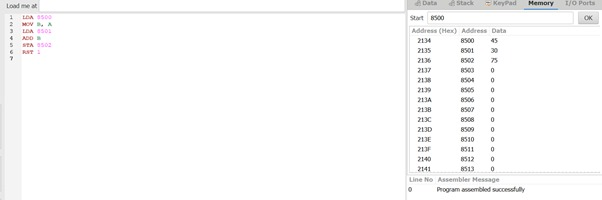 Load me at
1 LDA 8500
2 MOV B, A
3 LDA 8501
4 ADD B
5 STA 8502
6 RST 1
7
Data Stack KeyPad Memory I/O Ports
Start 8500 OK
Address (Hex) Address Data
2134 8500 45
2135 8501 30
2136 8502 75
2137 8503 0
2138 8504 0
2139 8505 0
213A 8506 0
213B 8507 0
213C 8508 0
213D 8509 0
213E 8510 0
213F 8511 0
2140 8512 0
2141 8513 0
Line No Assembler Message
0 Program assembled successfully